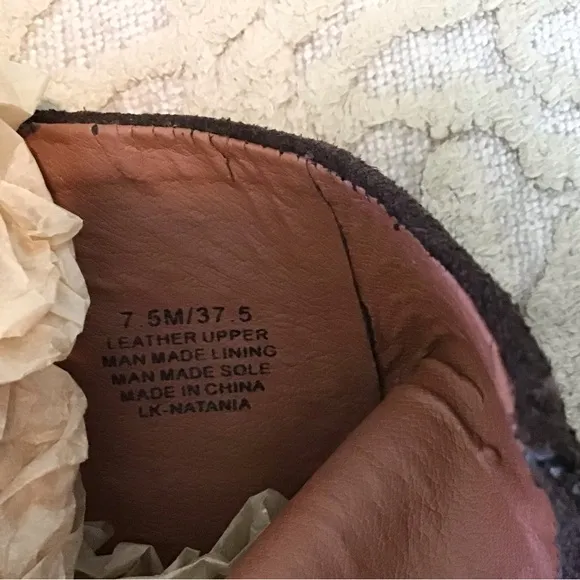 7.5M/37.5
LEATHER UPPER
MAN MADE LINING
MAN MADE SOLE
MADE IN CHINA
LK-NATANIA